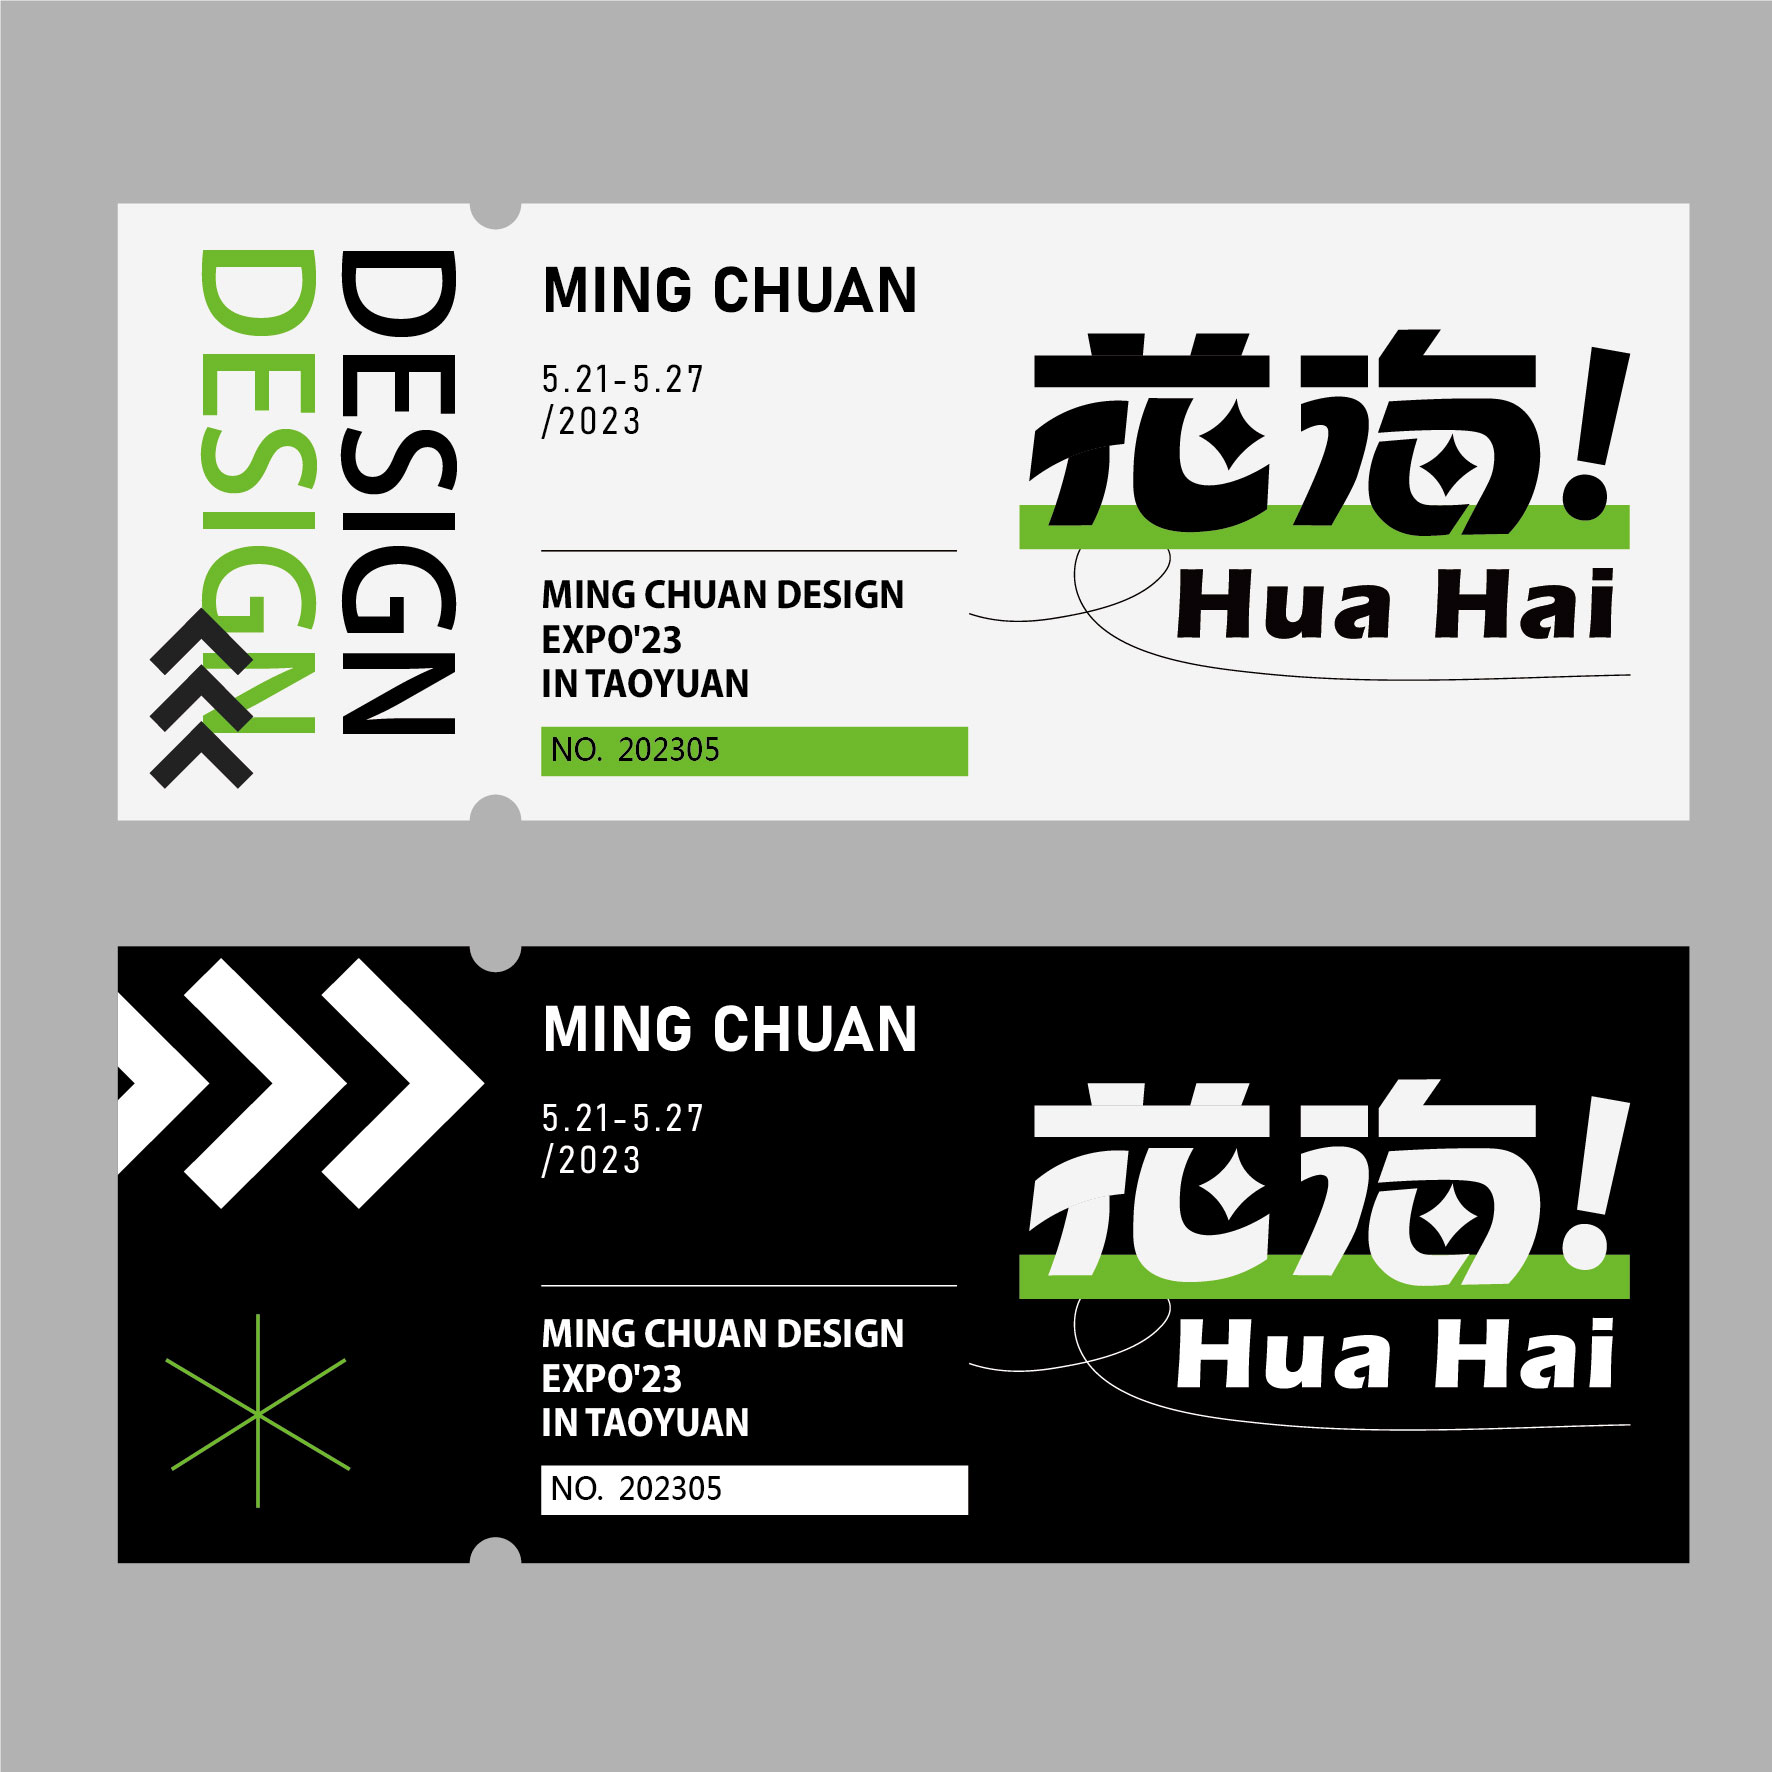 DESIGN
DESIGN
MING CHUAN
5.21-5.27
/2023
MING CHUAN DESIGN
EXPO'23
IN TAOYUAN
NO. 202305
花海!
Hua Hai
MING CHUAN
5.21-5.27
/2023
MING CHUAN DESIGN
EXPO'23
IN TAOYUAN
NO. 202305
花海!
Hua Hai